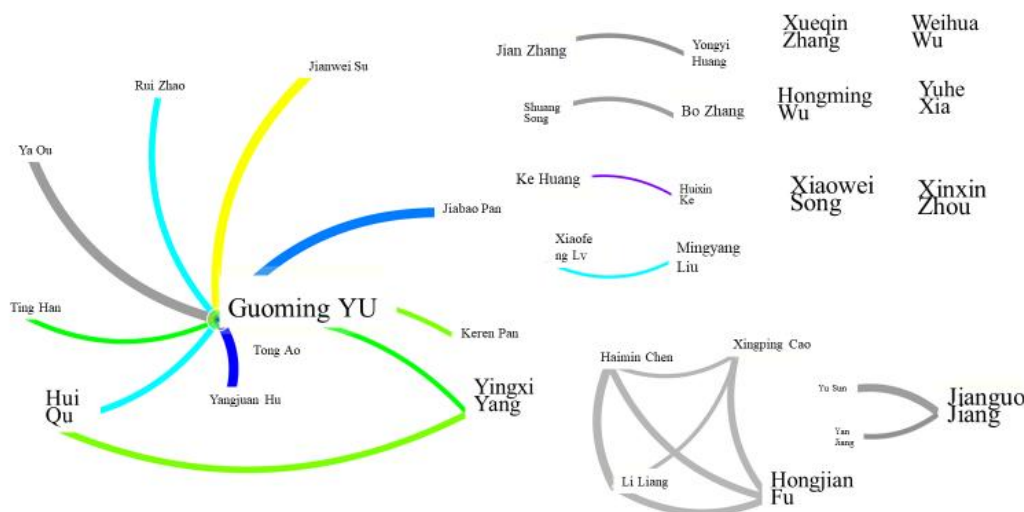 Jianwei Su
Rui Zhao
Ya Ou
Jiabao Pan
Guoming YU
Ting Han
Tong Ao
Keren Pan
Yangjuan Hu
Hui
Qu
Yingxi
Yang
Jian Zhang
Yongyi
Huang
Xueqin
Zhang
Weihua
Wu
Shuang
Song
Bo Zhang
Hongming
Wu
Yuhe
Xia
Ke Huang
Huixin
Ke
Xiaowei
Song
Xinxin
Zhou
Xiaofe
ng Lv
Mingyang
Liu
Haimin Chen
Xingping Cao
Li Liang
Hongjian
Fu
Yu Sun
Yan
Jiang
Jianguo
Jiang